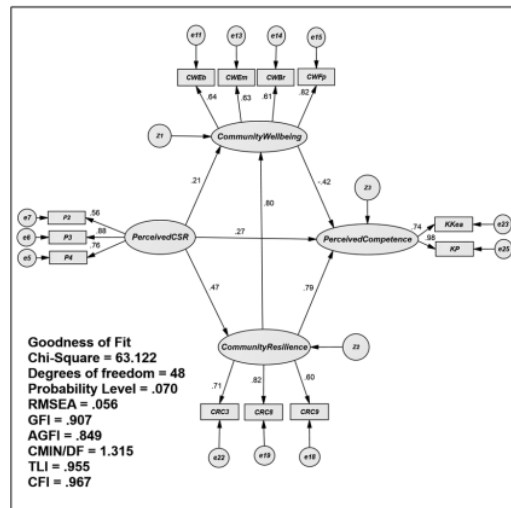 e11
e13
e14
e15
CWEb
CWEm
CWBr
CWFp
.64
.63
.61
.82
Z1
CommunityWellbeing
.21
.80
-.42
Z3
e7
P2
.56
e6
P3
.88
e5
P4
.76
PerceivedCSR
.27
PerceivedCompetence
.74
KKea
e23
.98
KP
e25
.47
.79
CommunityResilience
Z2
.71
.82
.60
CRC3
CRC8
CRC9
e22
e19
e18
Goodness of Fit
Chi-Square = 63.122
Degrees of freedom = 48
Probability Level = .070
RMSEA = .056
GFI = .907
AGFI = .849
CMIN/DF = 1.315
TLI = .955
CFI = .967